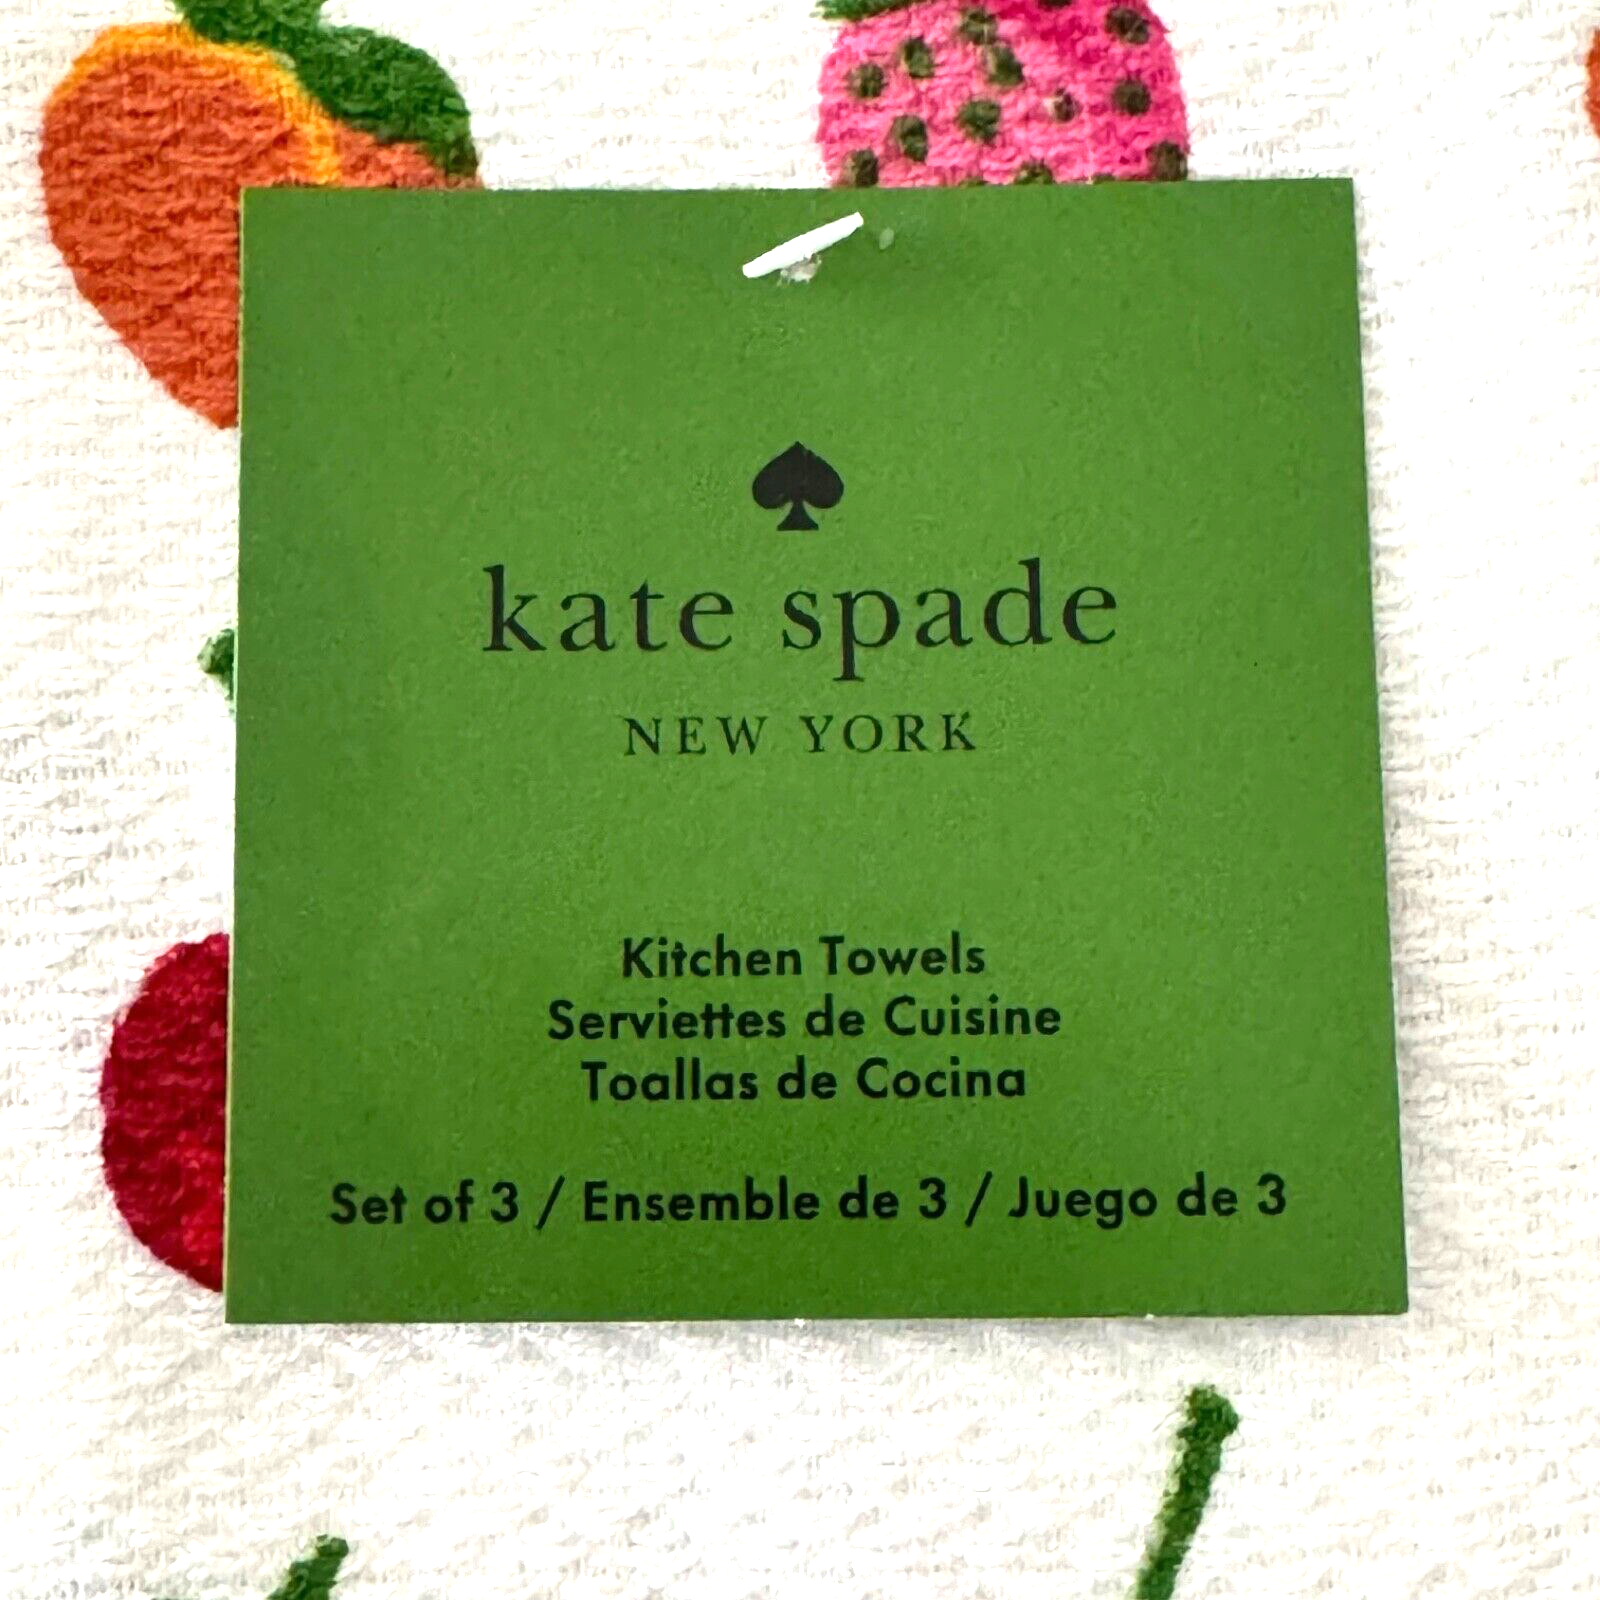 kate spade
NEW YORK
Kitchen Towels
Serviettes de Cuisine
Toallas de Cocina
Set of 3 / Ensemble de 3 / Juego de 3